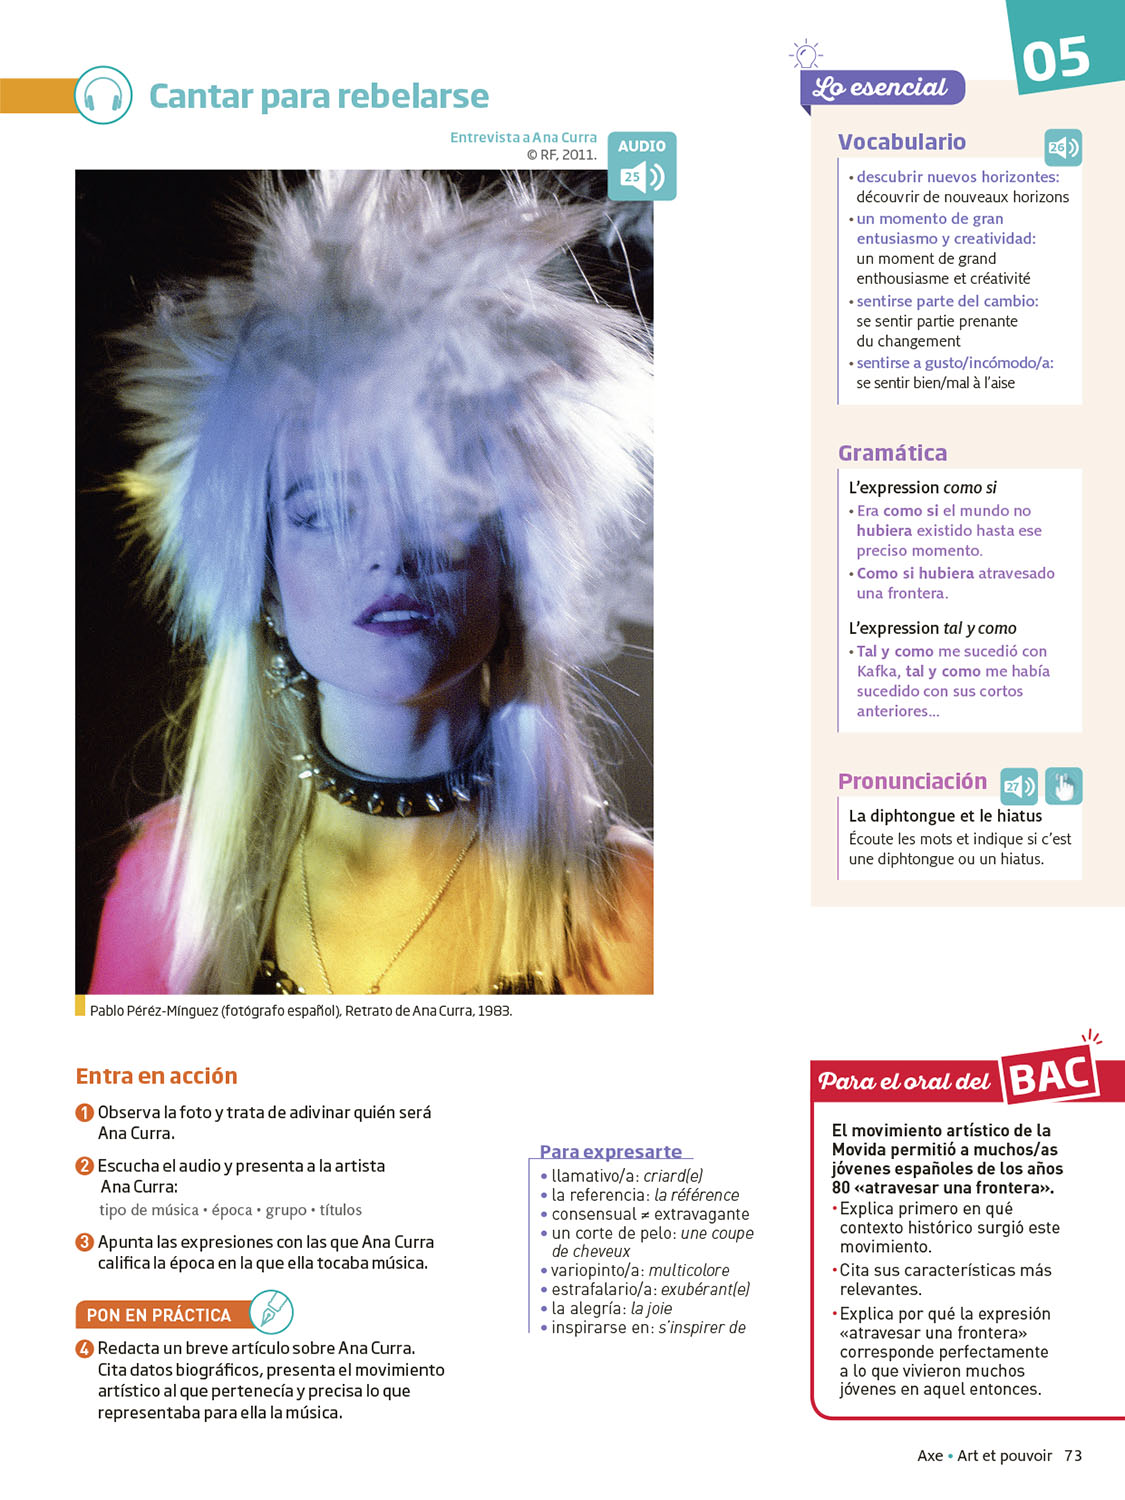 05
Cantar para rebelarse
Entrevista a Ana Curra
© RF, 2011.
AUDIO
25
Pablo Péréz-Mínguez (fotógrafo español), Retrato de Ana Curra, 1983.
Entra en acción
1 Observa la foto y trata de adivinar quién será
Ana Curra.
2 Escucha el audio y presenta a la artista
Ana Curra:
tipo de música • época • grupo • títulos
3 Apunta las expresiones con las que Ana Curra
califica la época en la que ella tocaba música.
PON EN PRÁCTICA
4 Redacta un breve artículo sobre Ana Curra.
Cita datos biográficos, presenta el movimiento
artístico al que pertenecía y precisa lo que
representaba para ella la música.
Para expresarte
• llamativo/a: criard(e)
• la referencia: la référence
• consensual ≠ extravagante
• un corte de pelo: une coupe
de cheveux
• variopinto/a: multicolore
• estrafalario/a: exubérant(e)
• la alegría: la joie
• inspirarse en: s'inspirer de
Lo esencial
Vocabulario
26
• descubrir nuevos horizontes:
découvrir de nouveaux horizons
• un momento de gran
entusiasmo y creatividad:
un moment de grand
enthousiasme et créativité
• sentirse parte del cambio:
se sentir partie prenante
du changement
• sentirse a gusto/incómodo/a:
se sentir bien/mal à l'aise
Gramática
L'expression como si
• Era como si el mundo no
hubiera existido hasta ese
preciso momento.
• Como si hubiera atravesado
una frontera.
L'expression tal y como
• Tal y como me sucedió con
Kafka, tal y como me había
sucedido con sus cortos
anteriores...
Pronunciación
27
La diphtongue et le hiatus
Écoute les mots et indique si c'est
une diphtongue ou un hiatus.
Para el oral del BAC
El movimiento artístico de la
Movida permitió a muchos/as
jóvenes españoles de los años
80 «atravesar una frontera».
• Explica primero en qué
contexto histórico surgió este
movimiento.
• Cita sus características más
relevantes.
• Explica por qué la expresión
«atravesar una frontera»
corresponde perfectamente
a lo que vivieron muchos
jóvenes en aquel entonces.
Axe • Art et pouvoir 73